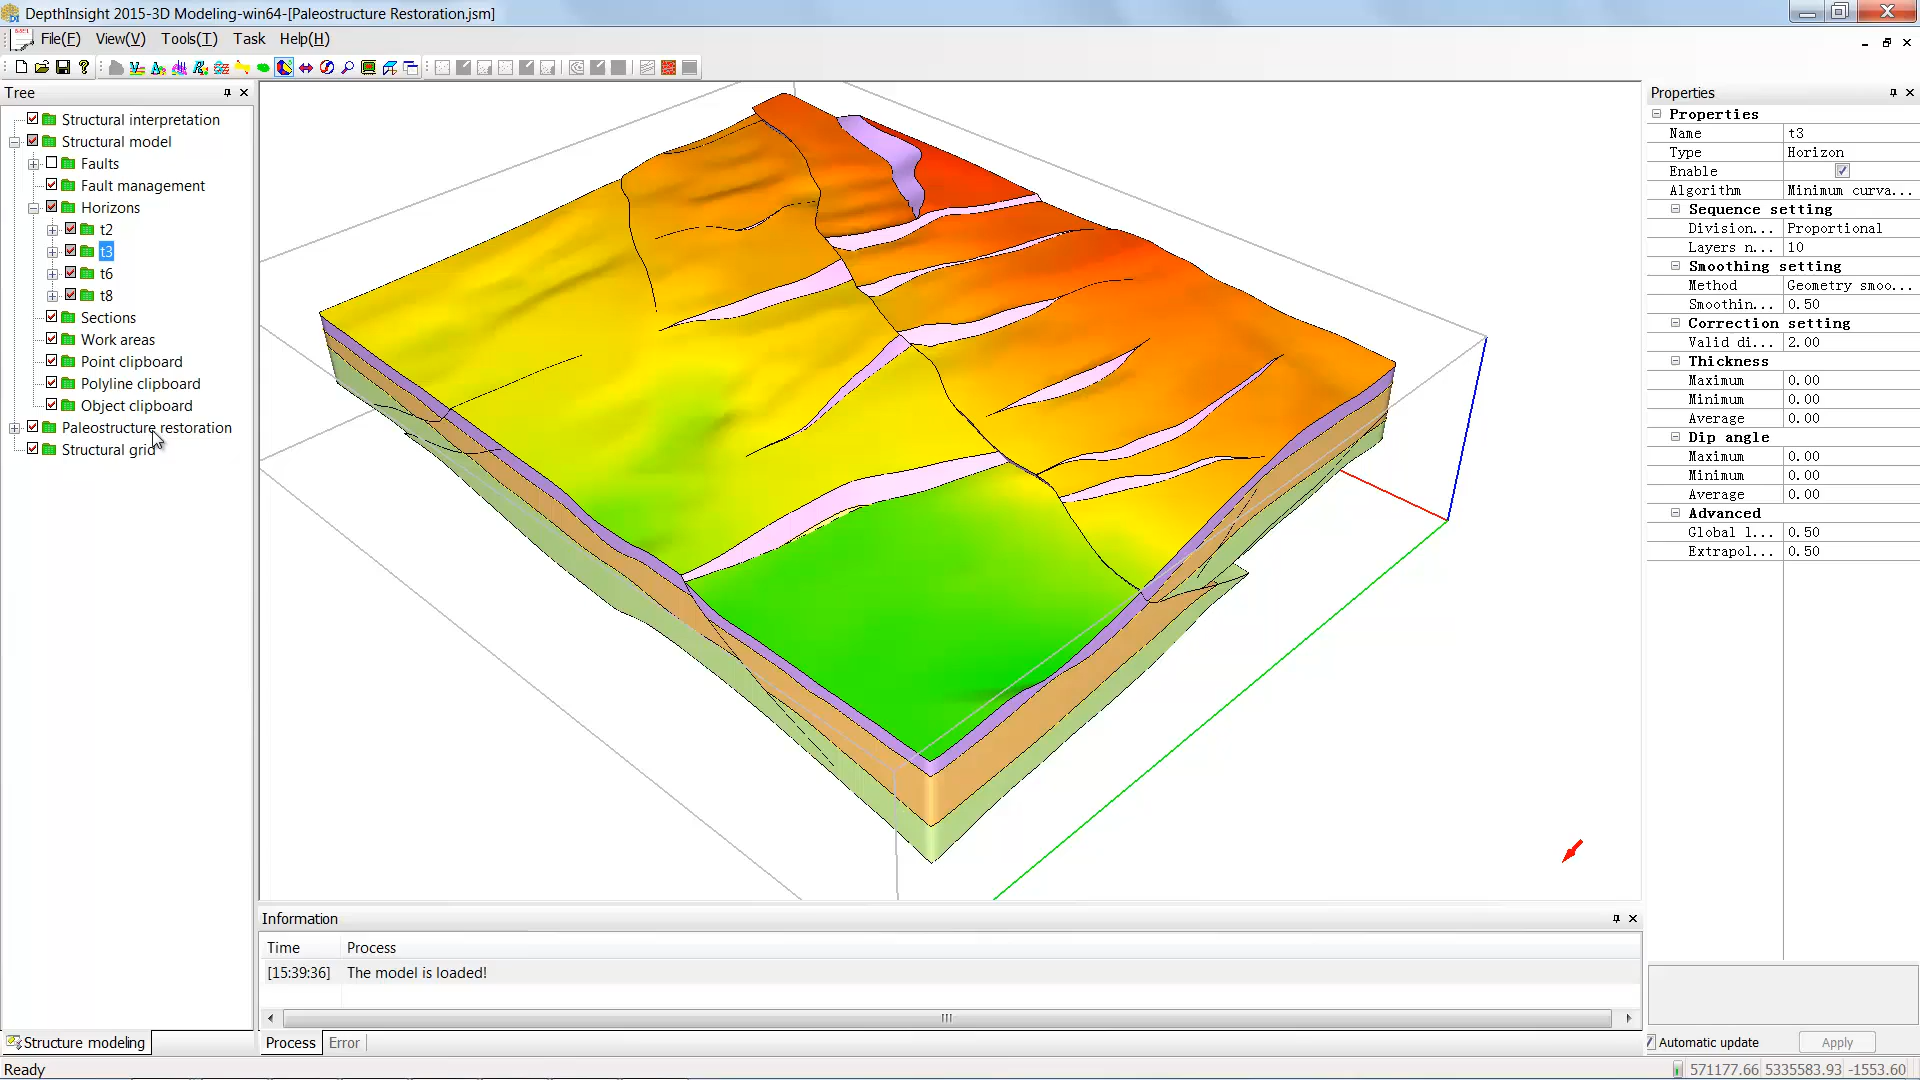 DepthInsight 2015-3D Modeling-win64-[Paleostructure Restoration.jsm]
File(F) View(V) Tools(T) Task Help(H)
Tree
Structural interpretation
Structural model
Faults
Fault management
Horizons
t2
t3
t6
t8
Sections
Work areas
Point clipboard
Polyline clipboard
Object clipboard
Paleostructure restoration
Structural grid
Structure modeling
Information
Time Process
[15:39:36] The model is loaded!
Process Error
Properties
Properties
Name t3
Type Horizon
Enable
Algorithm Minimum curva...
Sequence setting
Division... Proportional
Layers n... 10
Smoothing setting
Method Geometry smoo...
Smoothin... 0.50
Correction setting
Valid di... 2.00
Thickness
Maximum 0.00
Minimum 0.00
Average 0.00
Dip angle
Maximum 0.00
Minimum 0.00
Average 0.00
Advanced
Global l... 0.50
Extrapol... 0.50
Automatic update Apply
Ready 571177.66 5335583.93 -1553.60